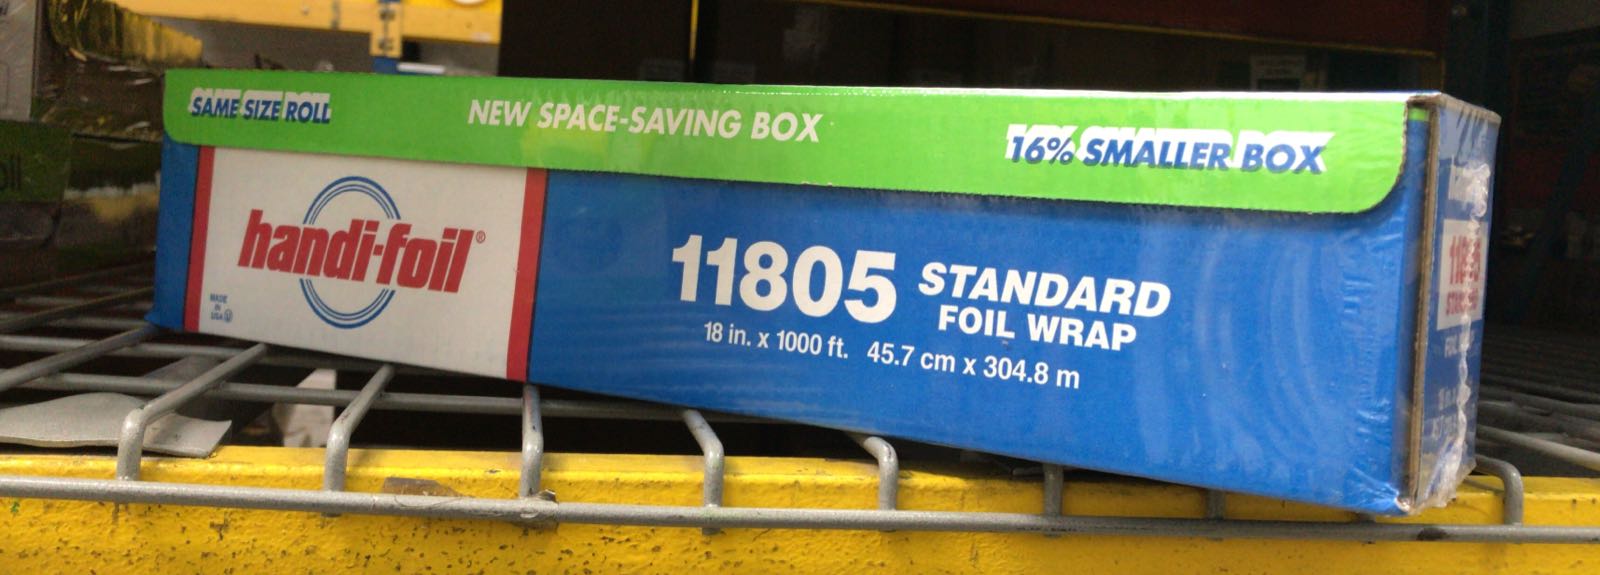 SAME SIZE ROLL
NEW SPACE-SAVING BOX
16% SMALLER BOX
handi-foil®
MADE
IN
USA
11805 STANDARD
FOIL WRAP
18 in. x 1000 ft. 45.7 cm x 304.8 m